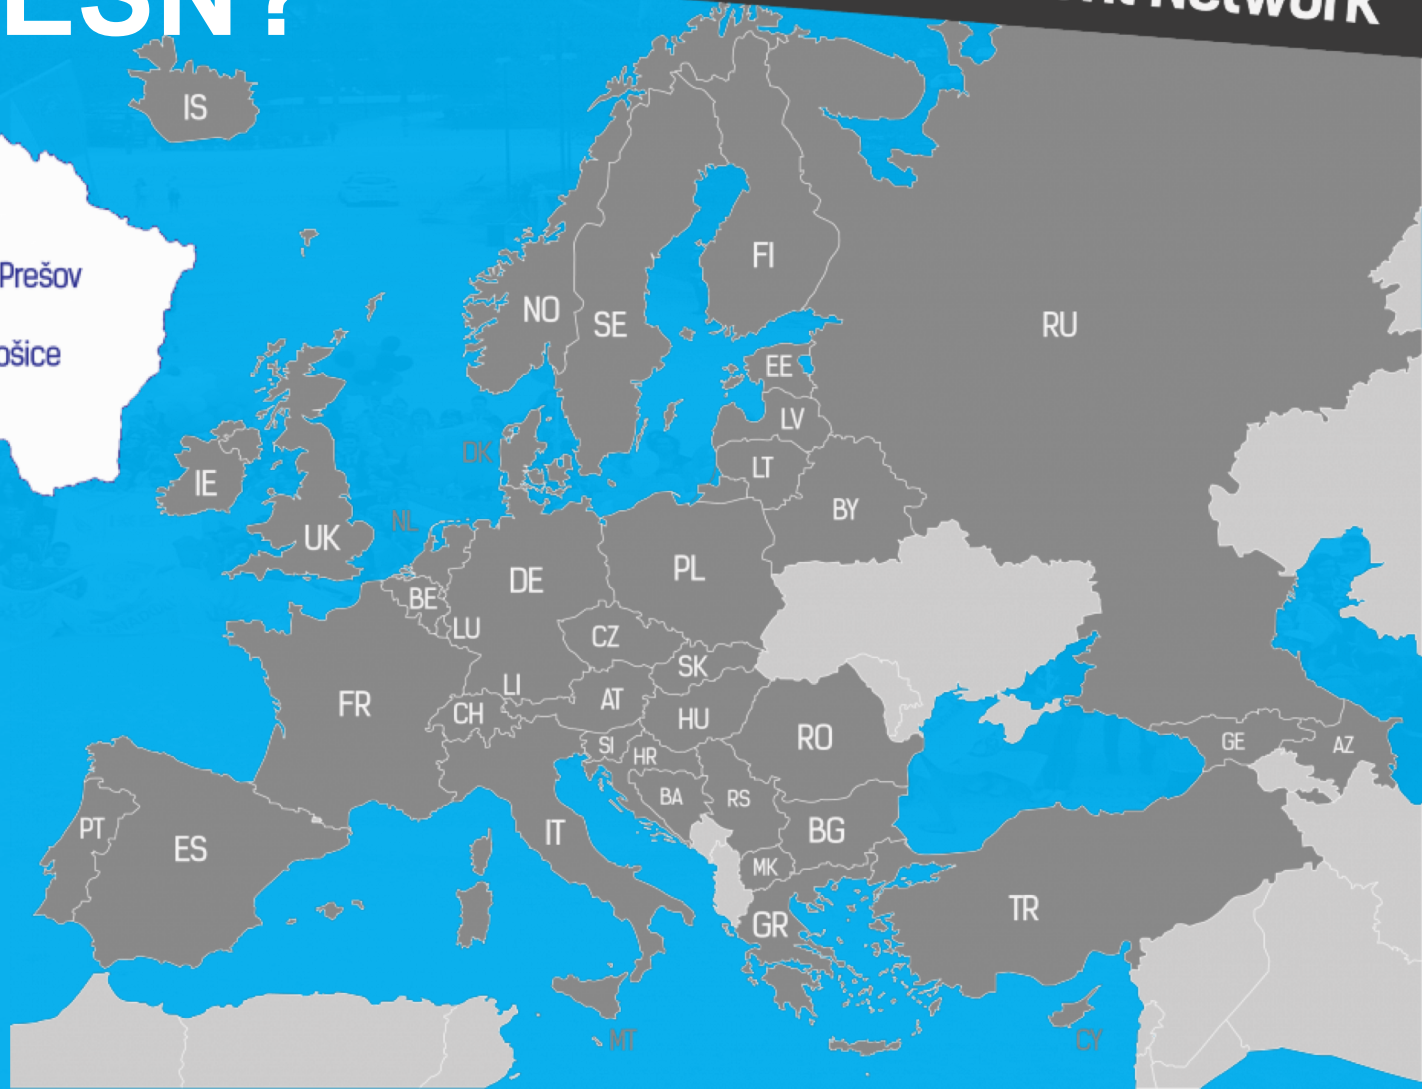 ESN?
Network
IS
Prešov
FI
NO
SE
RU
ošice
EE
LV
DK
LT
IE
BY
NL
UK
PL
DE
BE
LU
CZ
SK
LI
AT
FR
CH
HU
RO
SI
HR
GE
AZ
BA
RS
PT
IT
BG
ES
MK
TR
GR
MT
CY